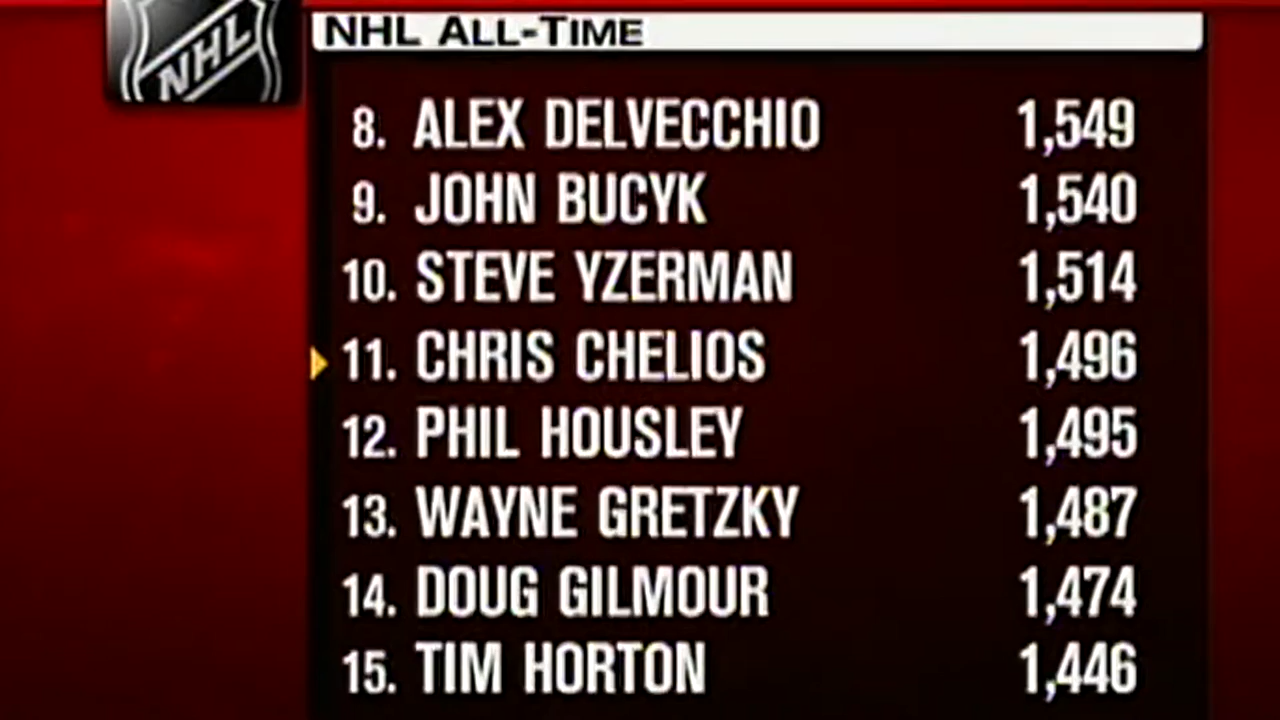 NHL
NHL ALL-TIME
8. ALEX DELVECCHIO 1,549
9. JOHN BUCYK 1,540
10. STEVE YZERMAN 1,514
11. CHRIS CHELIOS 1,496
12. PHIL HOUSLEY 1,495
13. WAYNE GRETZKY 1,487
14. DOUG GILMOUR 1,474
15. TIM HORTON 1,446